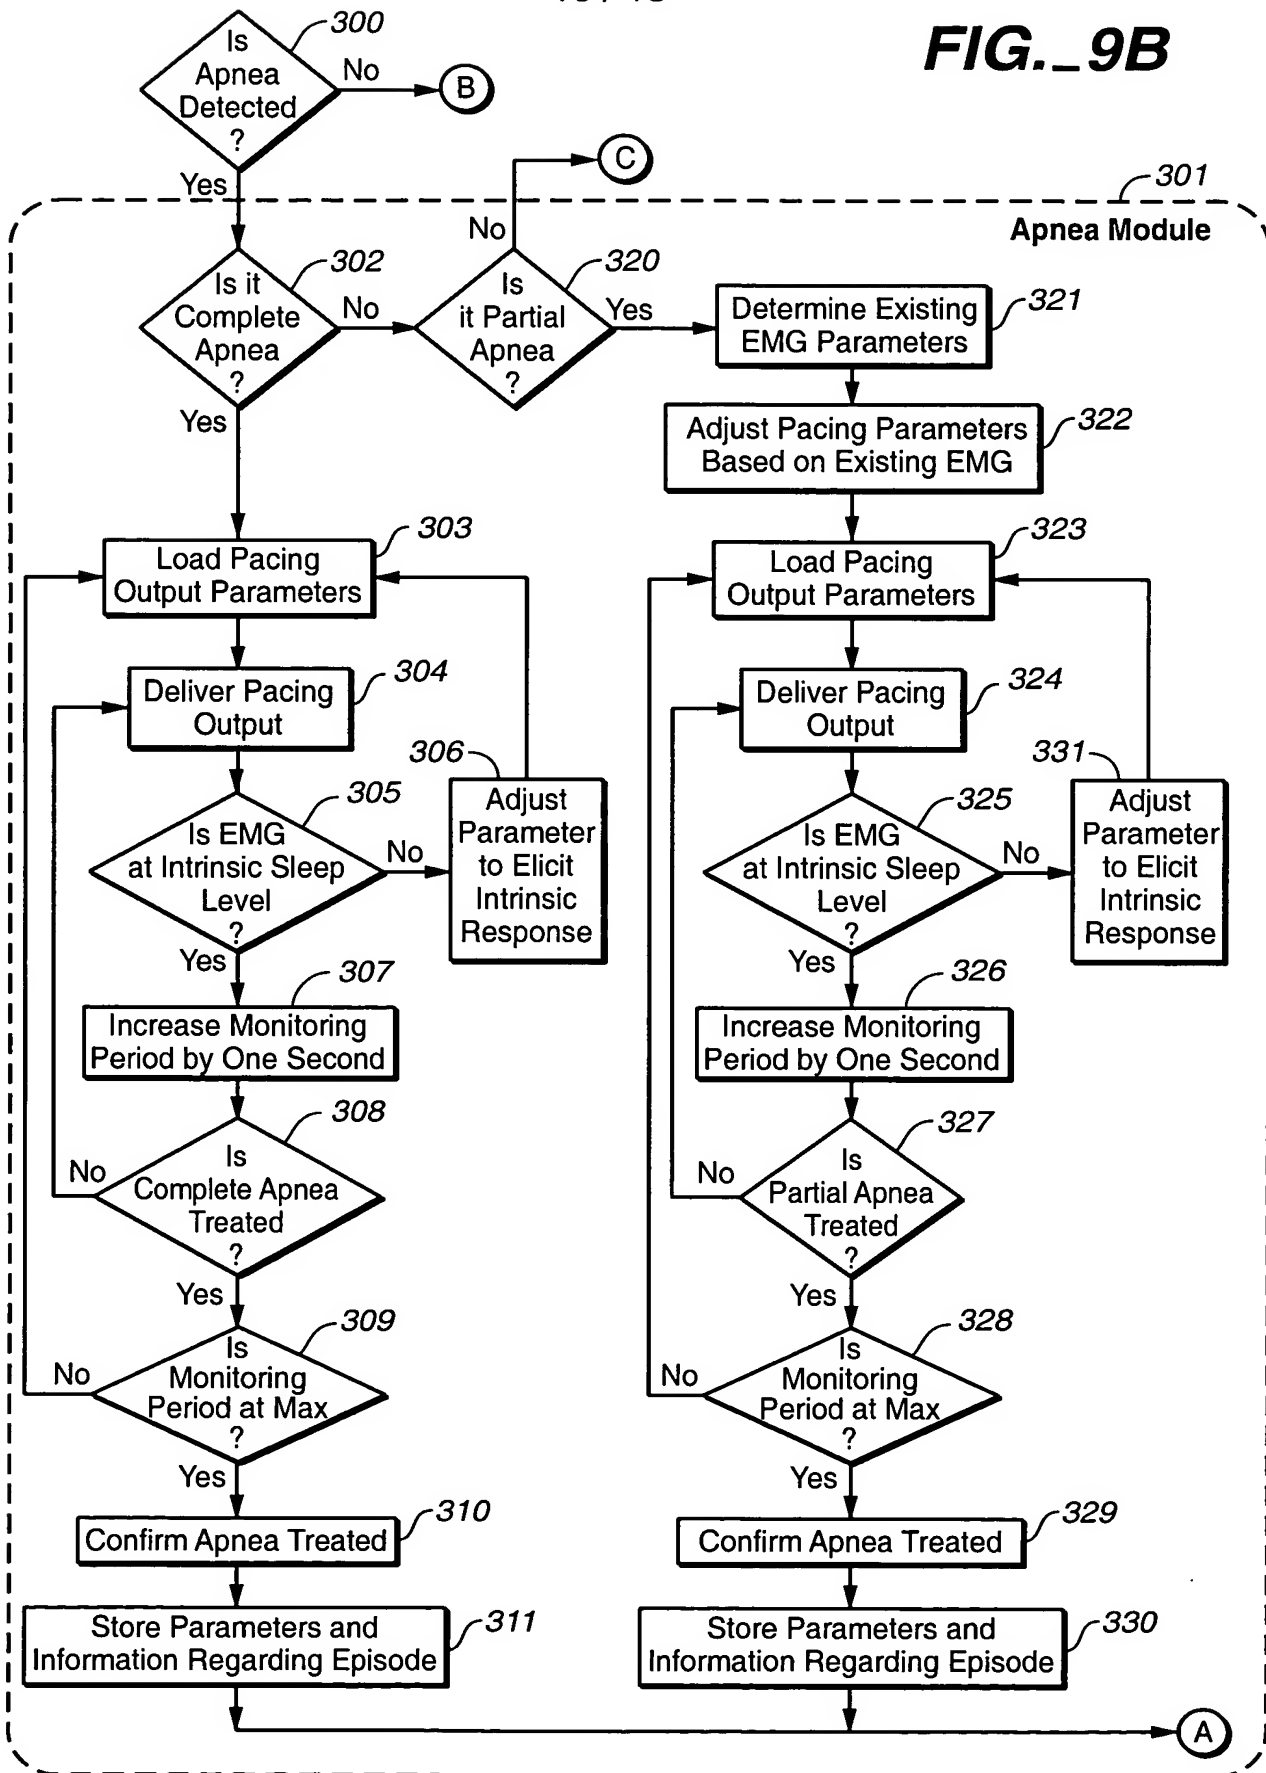 FIG._9B
Is
Apnea
Detected
?
300
No
B
Yes
C
301
Apnea Module
Is it
Complete
Apnea
?
302
No
Yes
Is
it Partial
Apnea
?
320
No
Yes
Determine Existing
EMG Parameters
321
Adjust Pacing Parameters
Based on Existing EMG
322
Load Pacing
Output Parameters
303
Deliver Pacing
Output
304
Is EMG
at Intrinsic Sleep
Level
?
305
No
306
Adjust
Parameter
to Elicit
Intrinsic
Response
Yes
Increase Monitoring
Period by One Second
307
Is
Complete Apnea
Treated
?
308
No
Yes
Is
Monitoring
Period at Max
?
309
No
Yes
Confirm Apnea Treated
310
Store Parameters and
Information Regarding Episode
311
Load Pacing
Output Parameters
323
Deliver Pacing
Output
324
Is EMG
at Intrinsic Sleep
Level
?
325
No
331
Adjust
Parameter
to Elicit
Intrinsic
Response
Yes
Increase Monitoring
Period by One Second
326
Is
Partial Apnea
Treated
?
327
No
Yes
Is
Monitoring
Period at Max
?
328
No
Yes
Confirm Apnea Treated
329
Store Parameters and
Information Regarding Episode
330
A